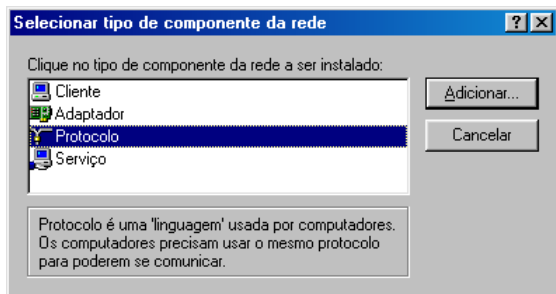 Selecionar tipo de componente da rede
Clique no tipo de componente da rede a ser instalado:
Cliente
Adaptador
Protocolo
Serviço
Adicionar...
Cancelar
Protocolo é uma 'linguagem' usada por computadores.
Os computadores precisam usar o mesmo protocolo
para poderem se comunicar.